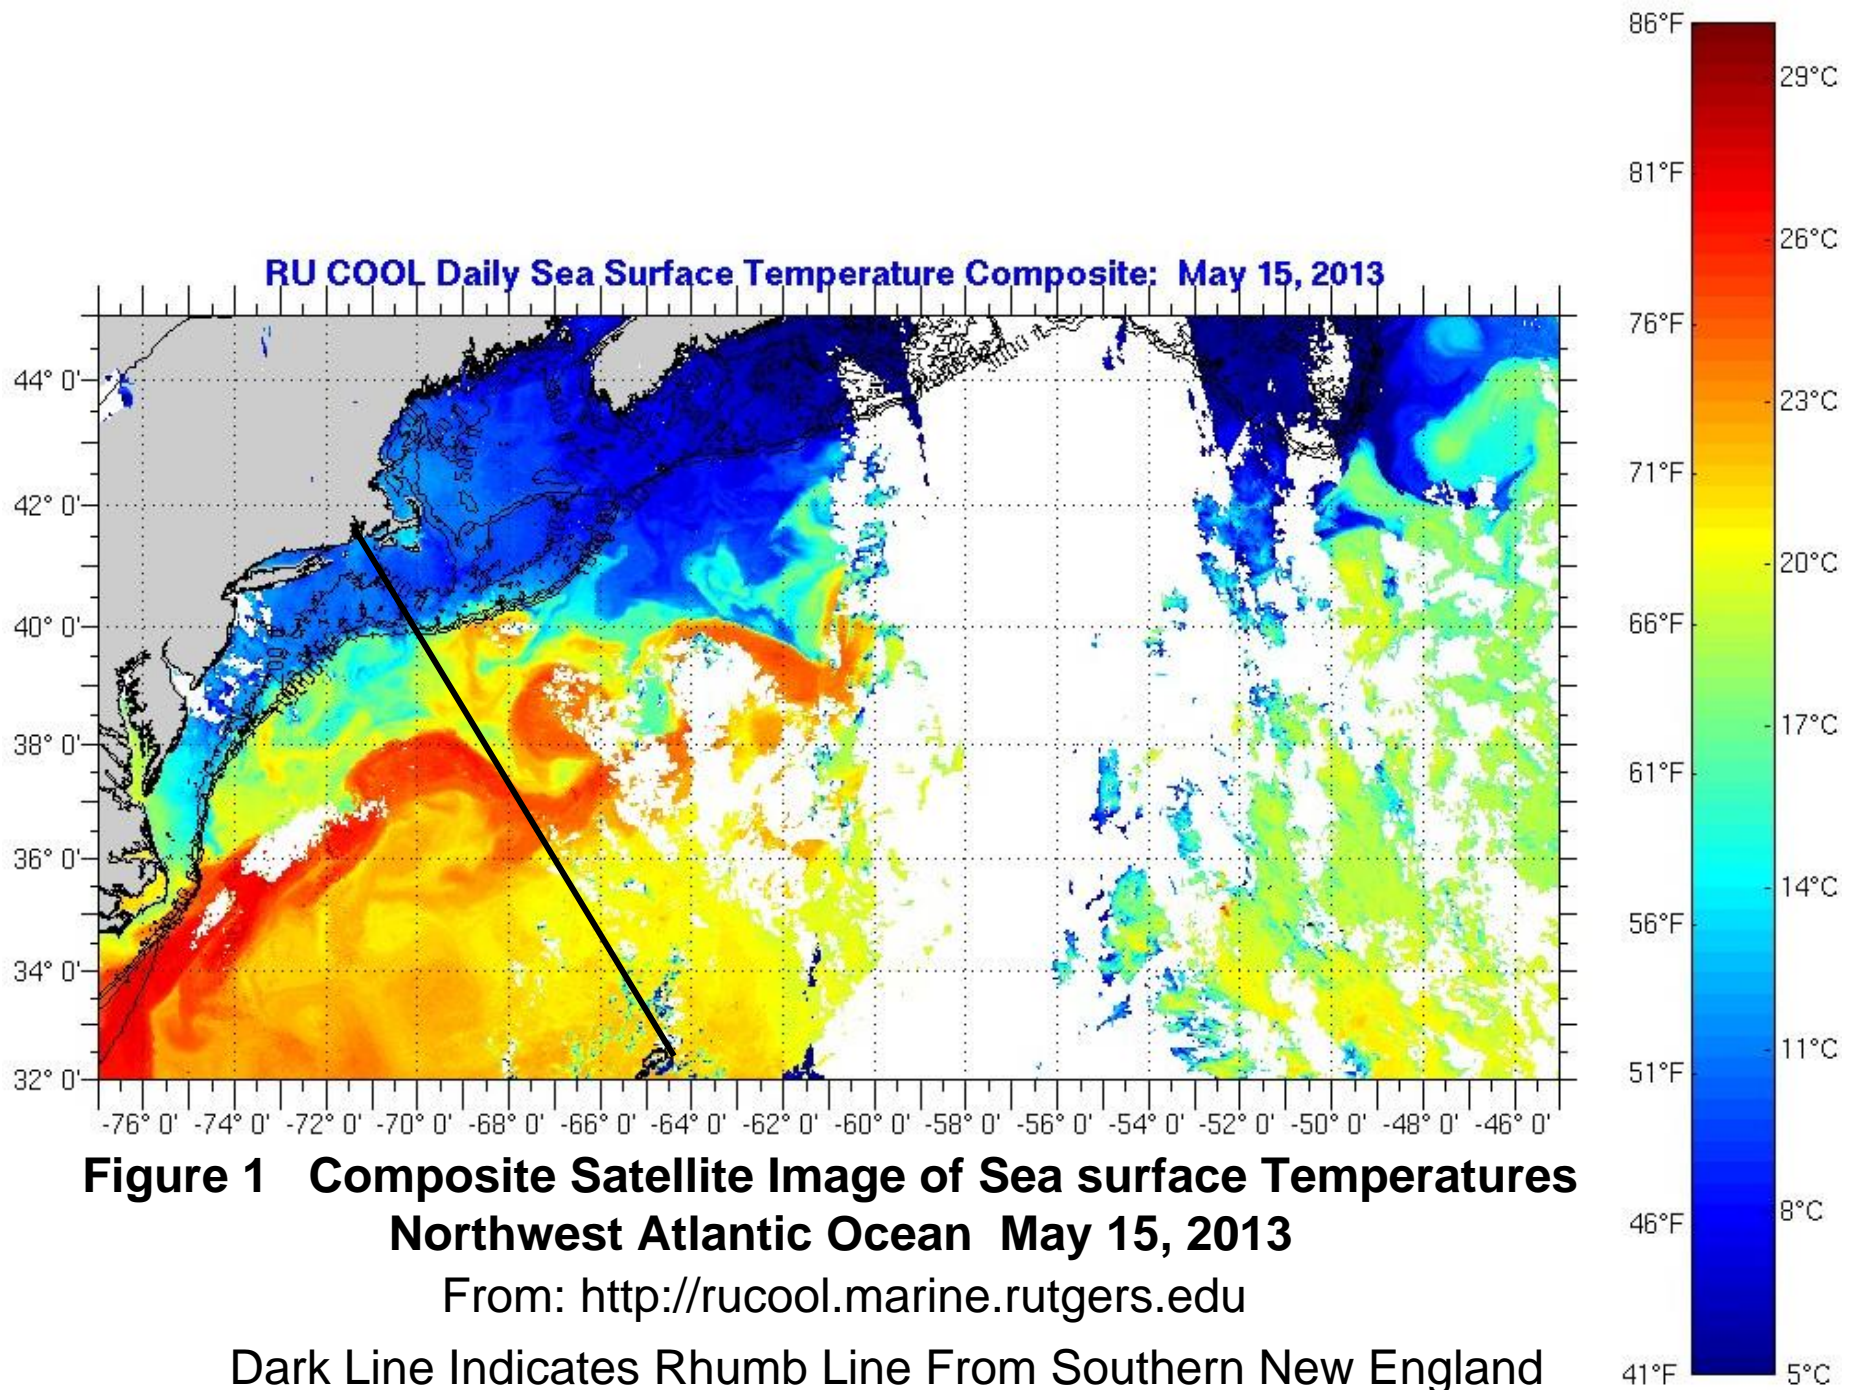 86°F
29°C
81°F
26°C
RU COOL Daily Sea Surface Temperature Composite:  May 15, 2013
76°F
44° 0'
23°C
71°F
42° 0'
20°C
66°F
40° 0'
17°C
38° 0'
61°F
36° 0'
14°C
56°F
34° 0'
11°C
51°F
32° 0'
-76° 0' -74° 0' -72° 0' -70° 0' -68° 0' -66° 0' -64° 0' -62° 0' -60° 0' -58° 0' -56° 0' -54° 0' -52° 0' -50° 0' -48° 0' -46° 0'
Figure 1   Composite Satellite Image of Sea surface Temperatures
Northwest Atlantic Ocean  May 15, 2013
8°C
46°F
From: http://rucool.marine.rutgers.edu
Dark Line Indicates Rhumb Line From Southern New England
41°F
5°C